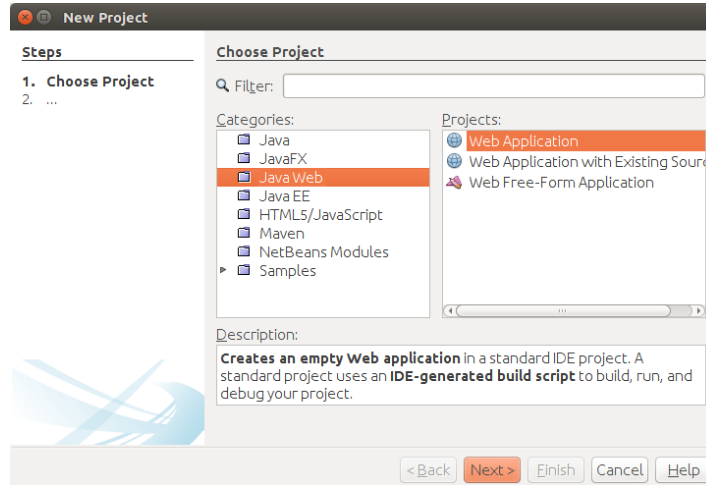 New Project
Steps
1. Choose Project
2. ...
Choose Project
Filter:
Categories:
Java
JavaFX
Java Web
Java EE
HTML5/JavaScript
Maven
NetBeans Modules
Samples
Projects:
Web Application
Web Application with Existing Sourc
Web Free-Form Application
Description:
Creates an empty Web application in a standard IDE project. A
standard project uses an IDE-generated build script to build, run, and
debug your project.
< Back Next > Finish Cancel Help